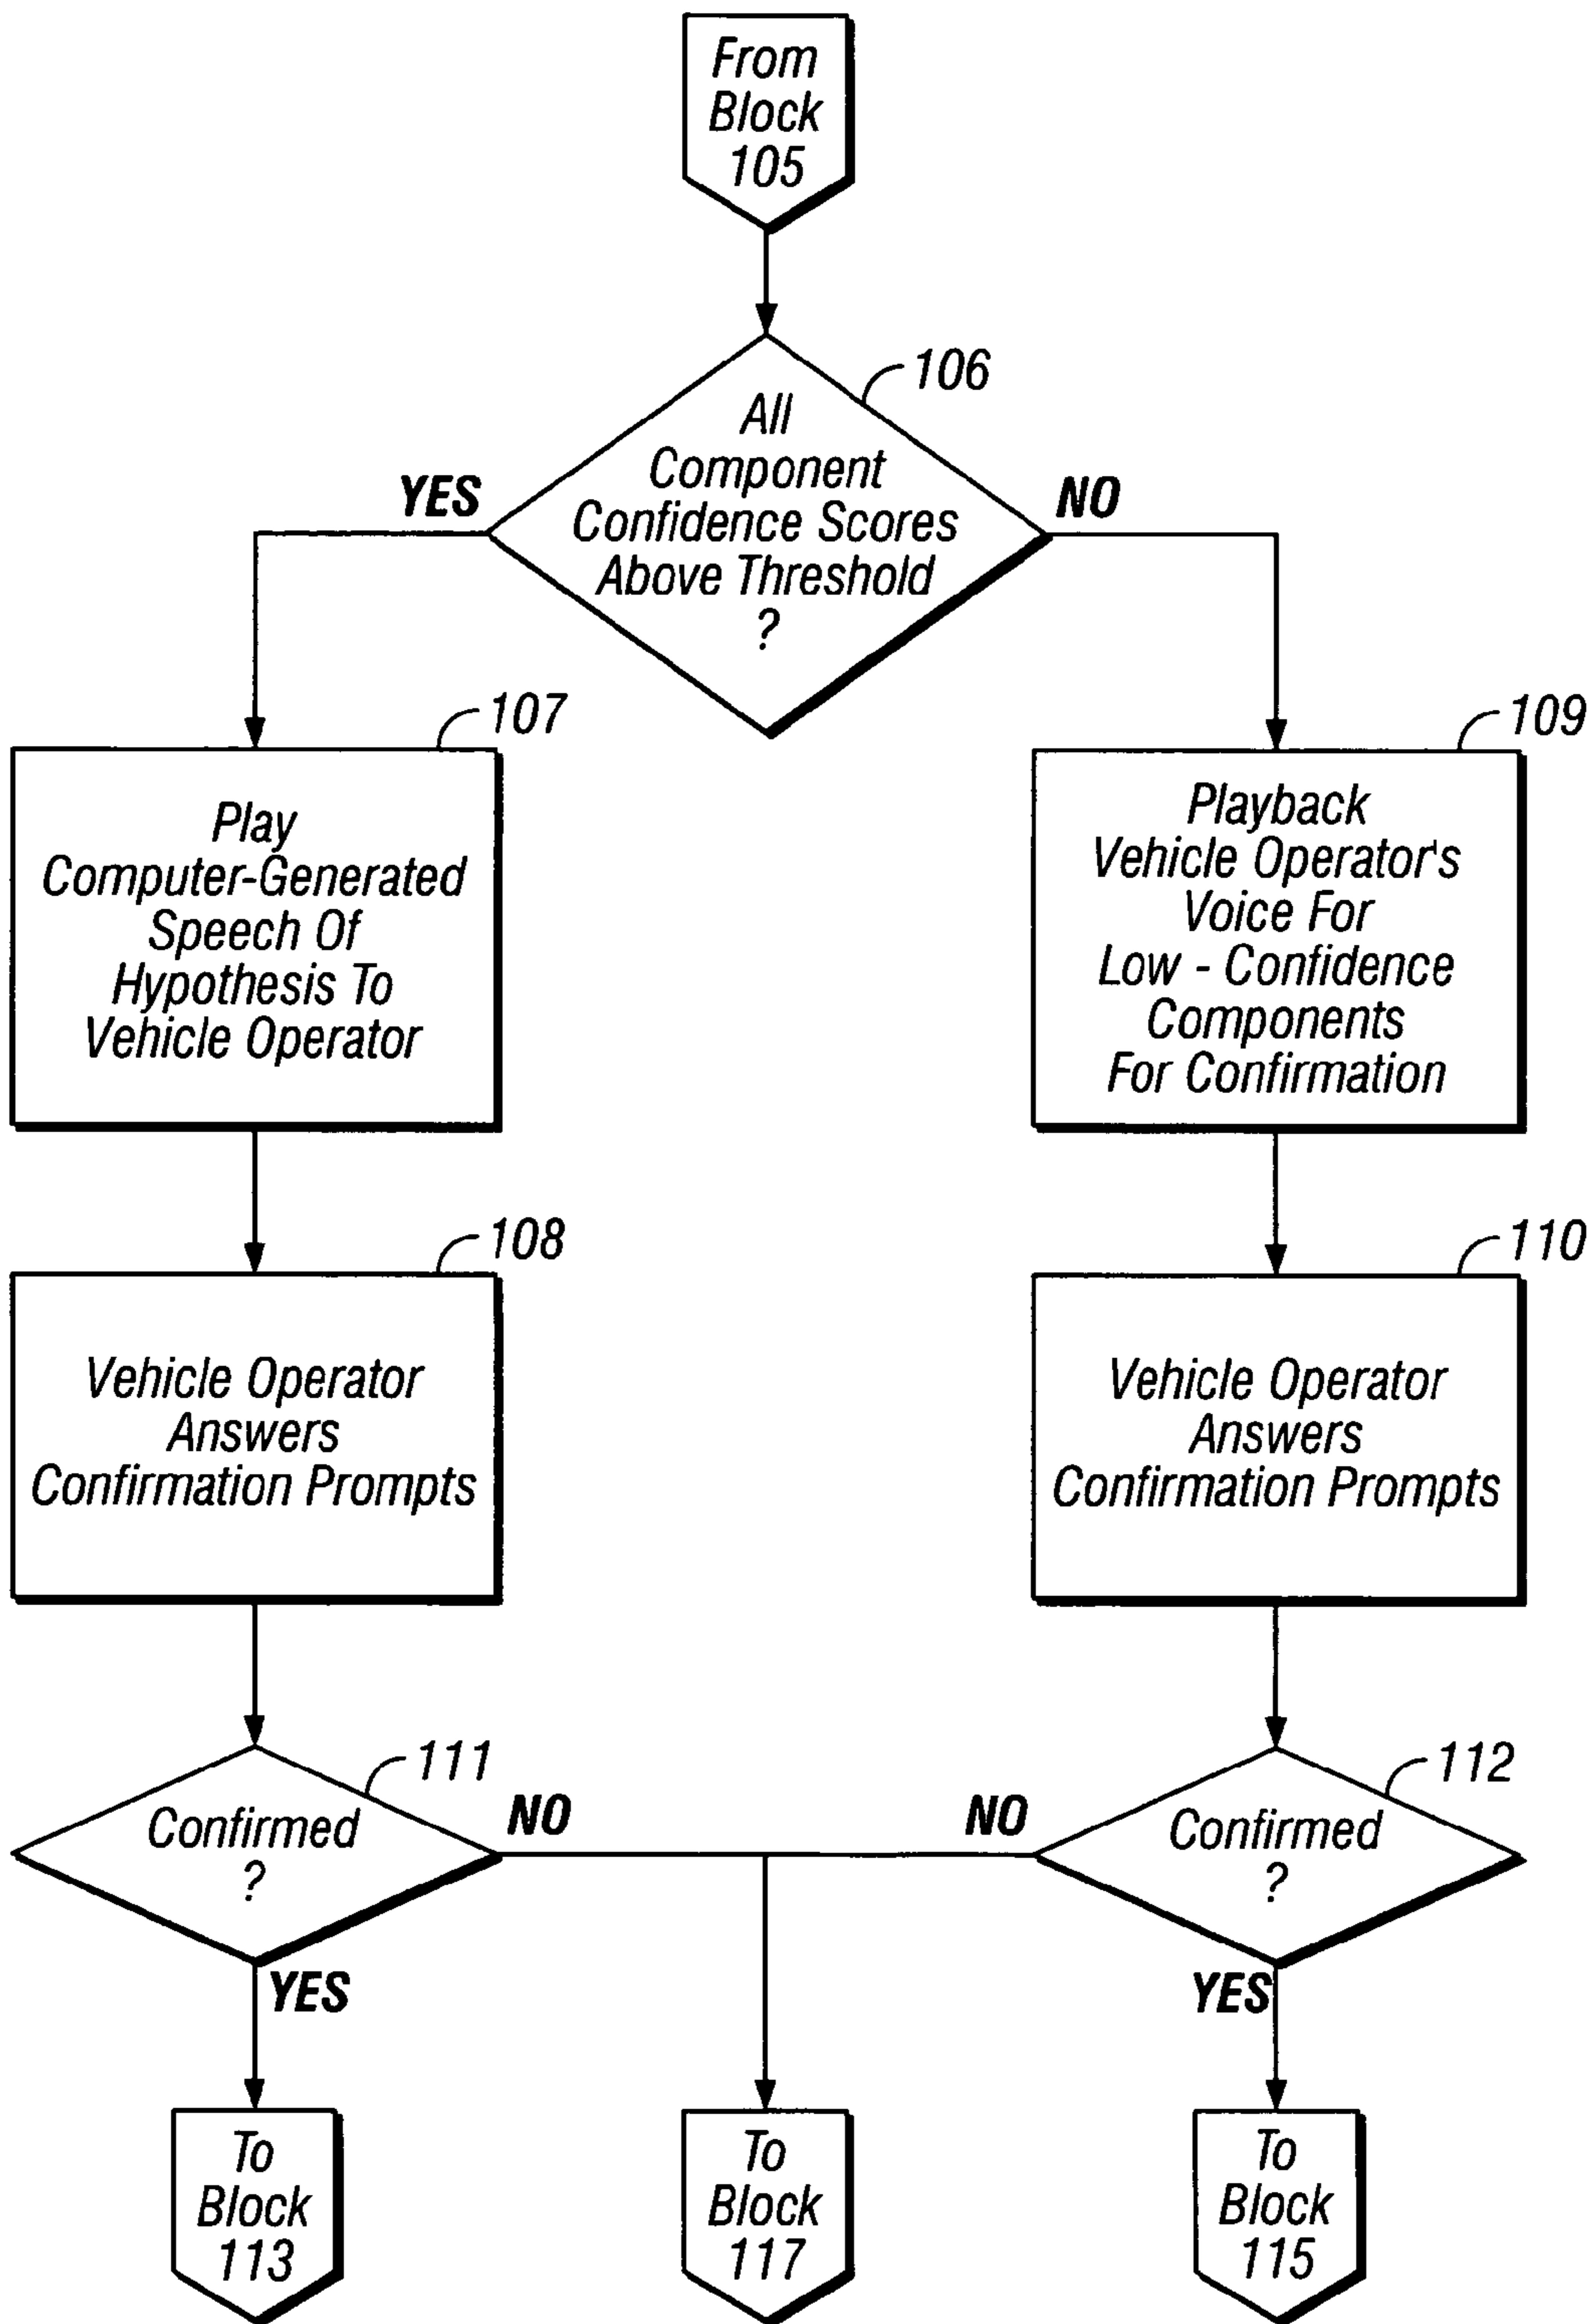 From
Block
105
106
All
Component
Confidence Scores
Above Threshold
?
YES
NO
107
Play
Computer-Generated
Speech Of
Hypothesis To
Vehicle Operator
109
Playback
Vehicle Operator's
Voice For
Low - Confidence
Components
For Confirmation
108
Vehicle Operator
Answers
Confirmation Prompts
110
Vehicle Operator
Answers
Confirmation Prompts
111
Confirmed
?
NO
YES
112
Confirmed
?
NO
YES
To
Block
113
To
Block
117
To
Block
115